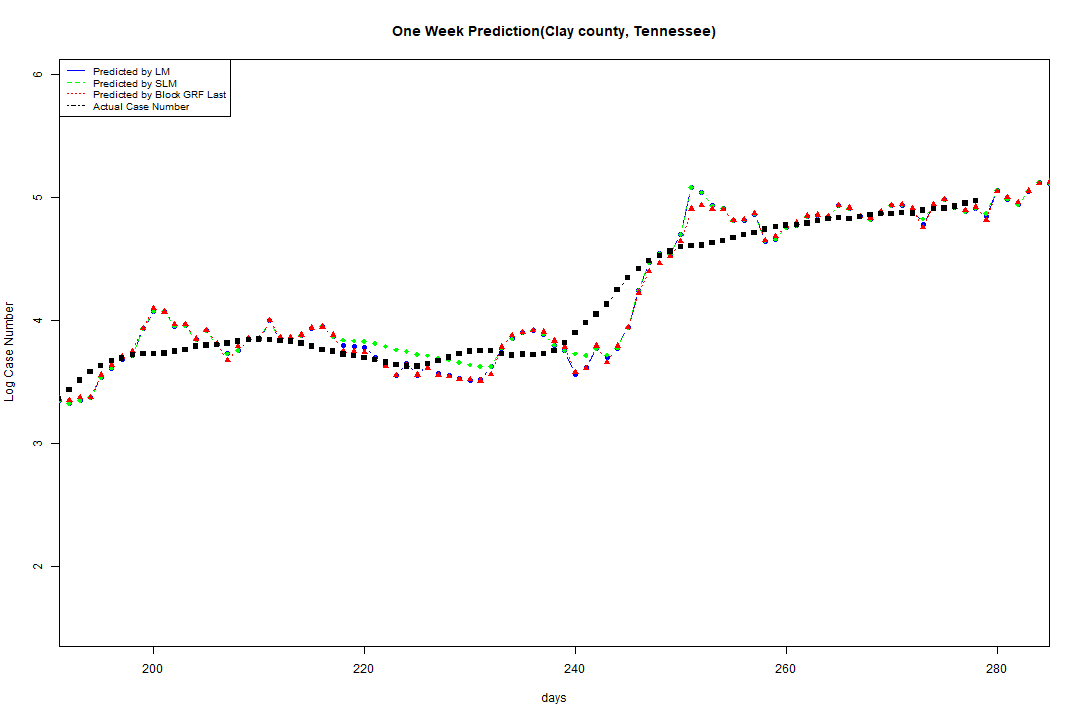 One Week Prediction(Clay county, Tennessee)
Predicted by LM
Predicted by SLM
Predicted by Block GRF Last
Actual Case Number
6
5
4
3
2
Log Case Number
200
220
240
260
280
days